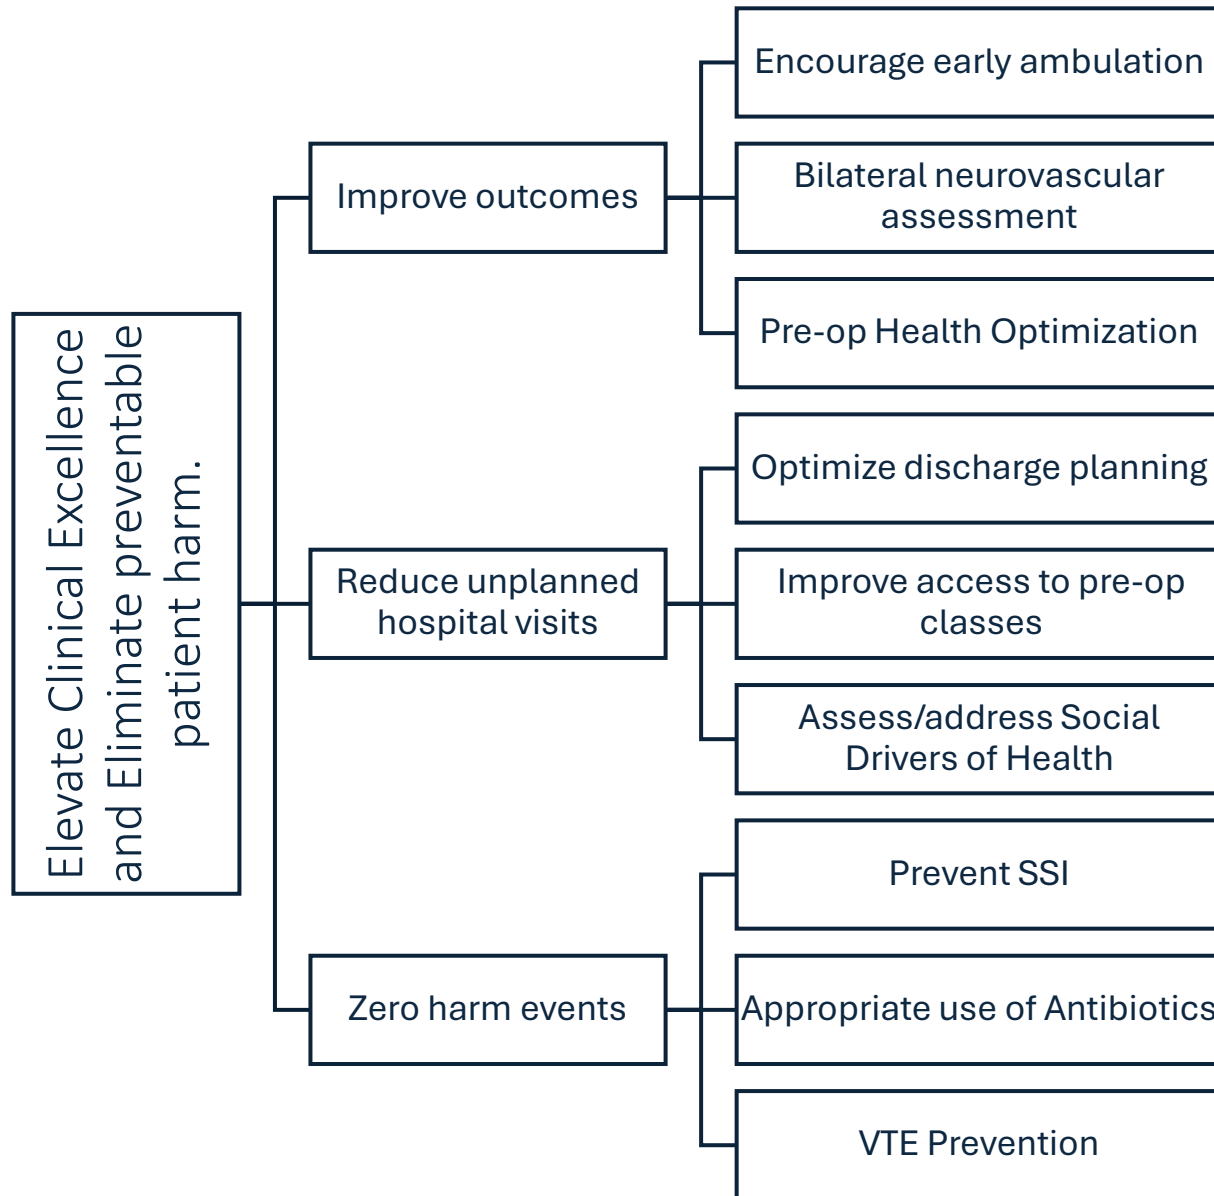 Elevate Clinical Excellence
and Eliminate preventable
patient harm.
Improve outcomes
Encourage early ambulation
Bilateral neurovascular
assessment
Pre-op Health Optimization
Reduce unplanned
hospital visits
Optimize discharge planning
Improve access to pre-op
classes
Assess/address Social
Drivers of Health
Zero harm events
Prevent SSI
Appropriate use of Antibiotics
VTE Prevention